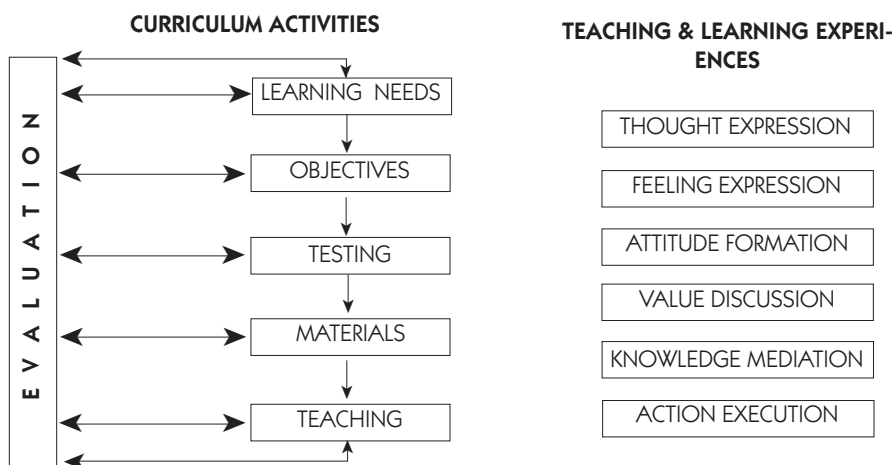 CURRICULUM ACTIVITIES
EVALUATION
LEARNING NEEDS
OBJECTIVES
TESTING
MATERIALS
TEACHING
TEACHING & LEARNING EXPERI-
ENCES
THOUGHT EXPRESSION
FEELING EXPRESSION
ATTITUDE FORMATION
VALUE DISCUSSION
KNOWLEDGE MEDIATION
ACTION EXECUTION